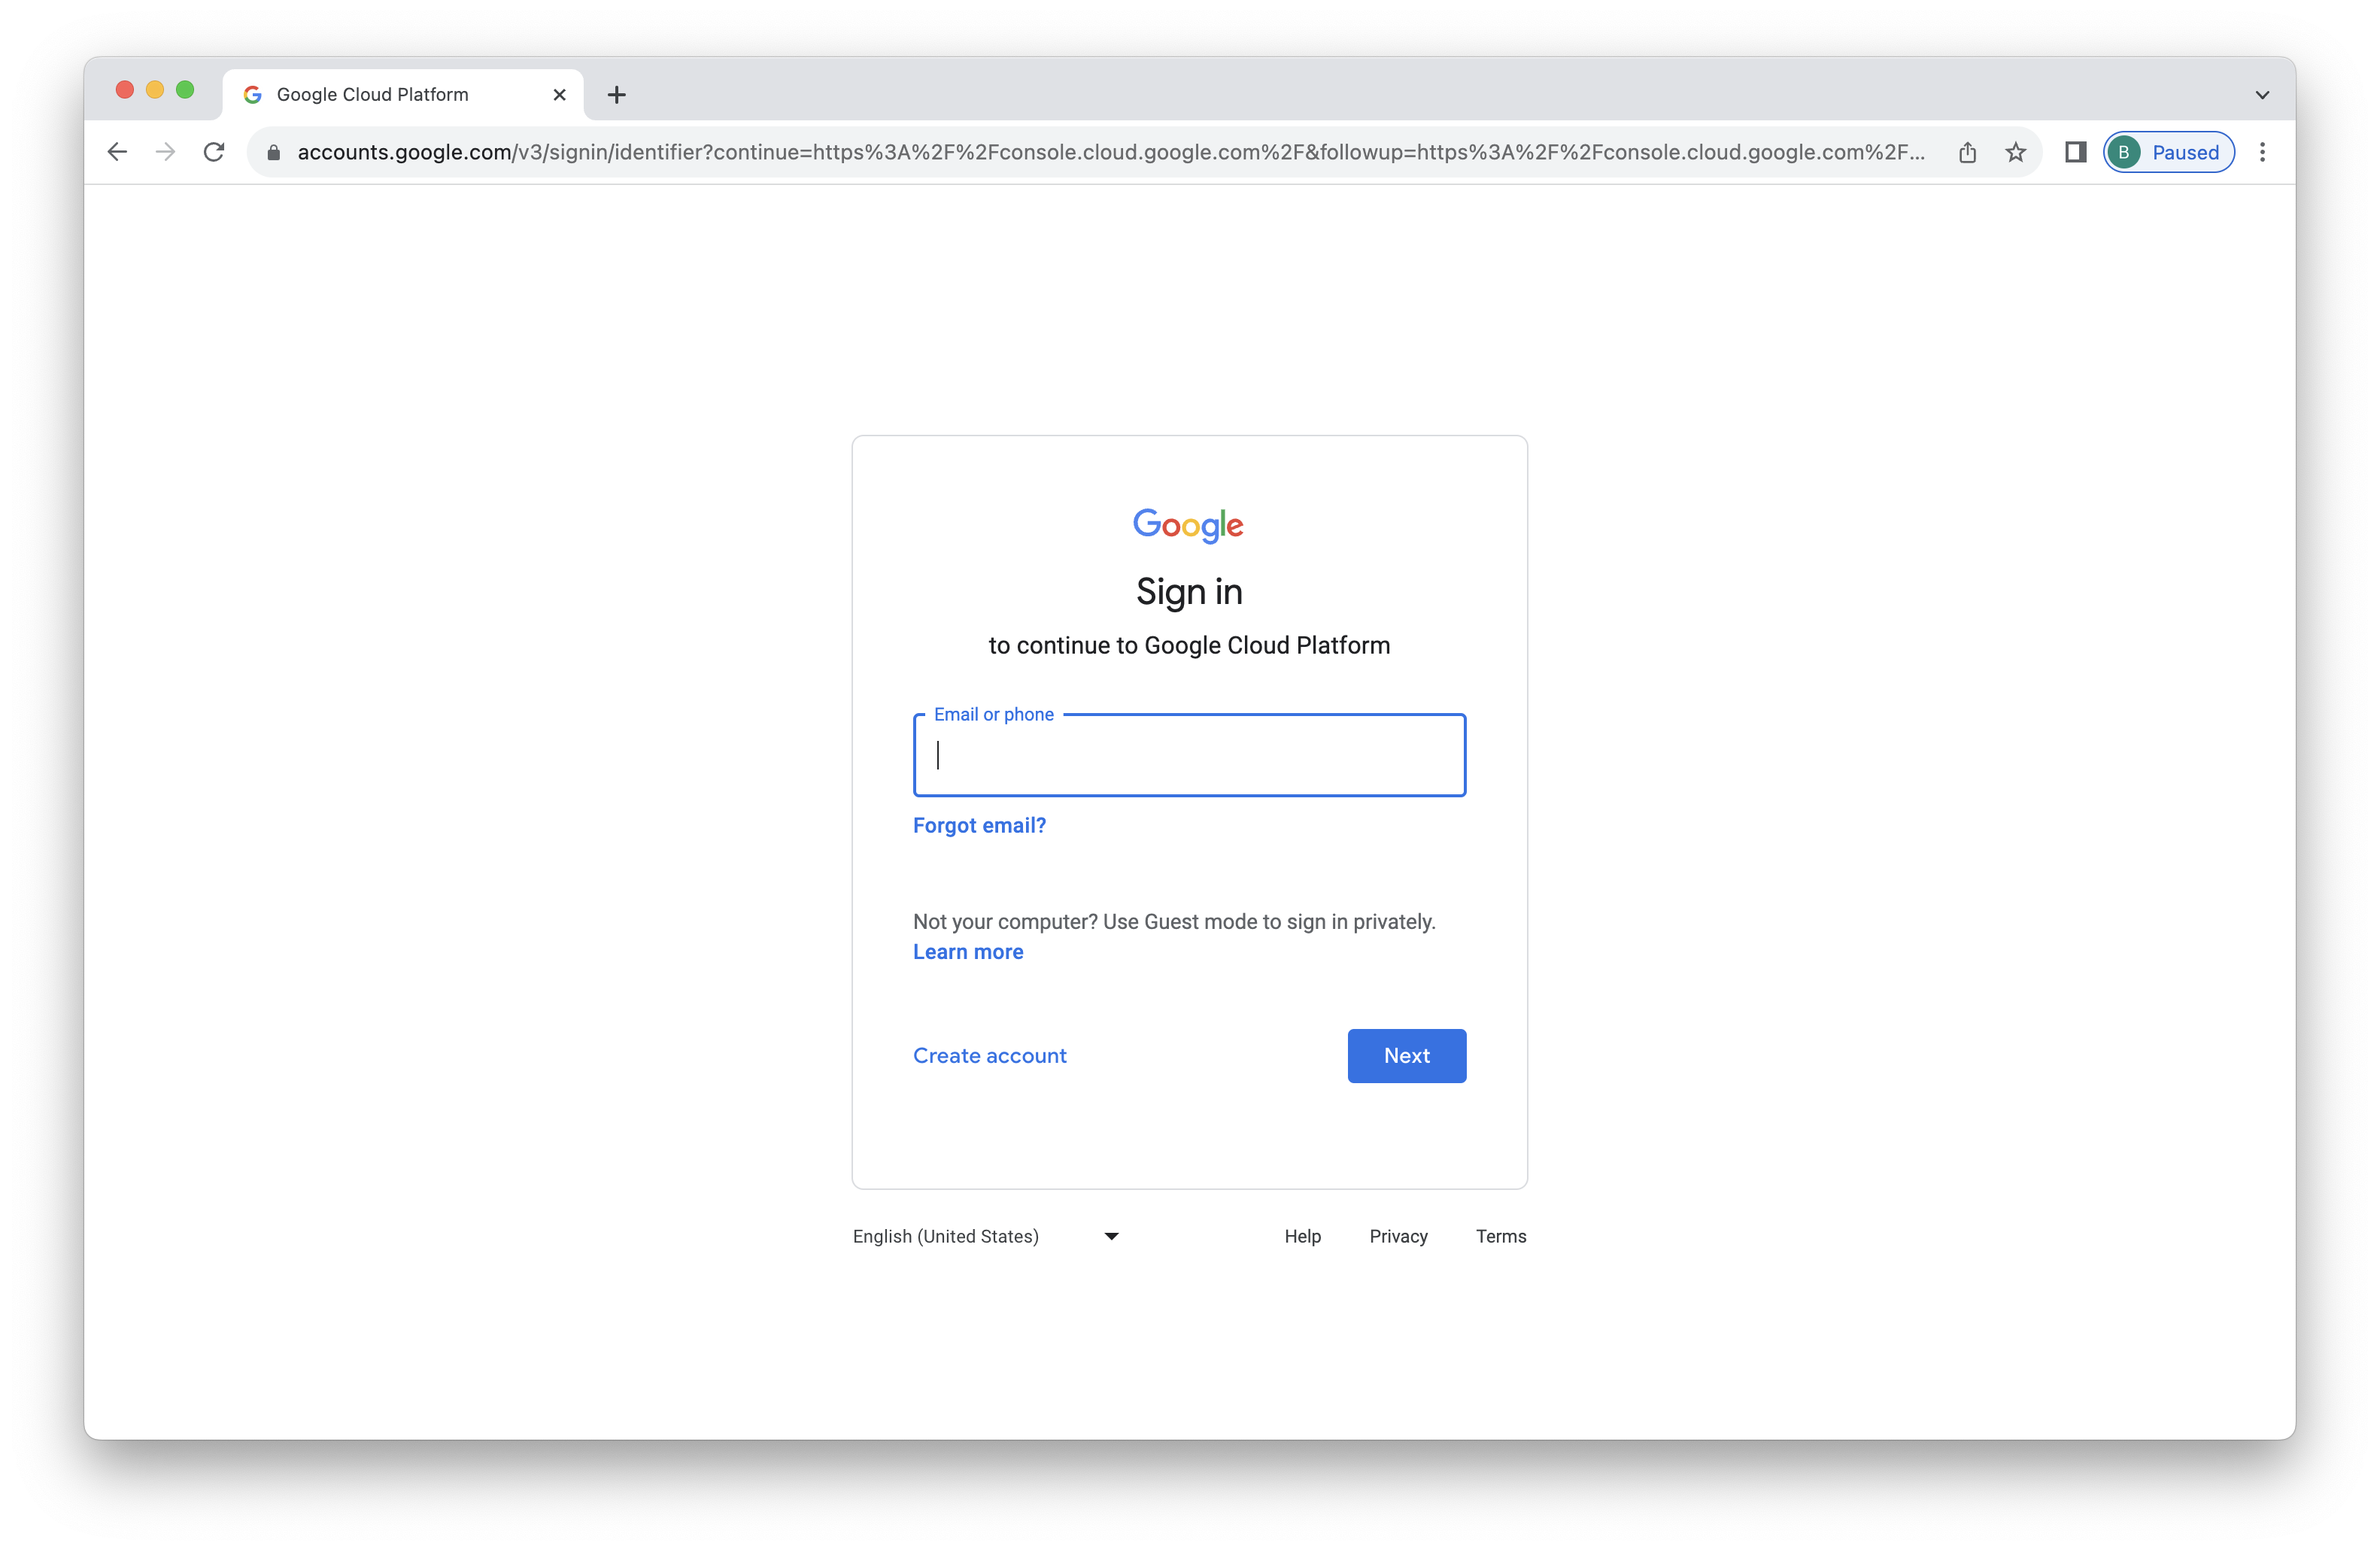 Google Cloud Platform
accounts.google.com/v3/signin/identifier?continue=https%3A%2F%2Fconsole.cloud.google.com%2F&followup=https%3A%2F%2Fconsole.cloud.google.com%2F...
B Paused
Google
Sign in
to continue to Google Cloud Platform
Email or phone
Forgot email?
Not your computer? Use Guest mode to sign in privately.
Learn more
Create account Next
English (United States) Help Privacy Terms